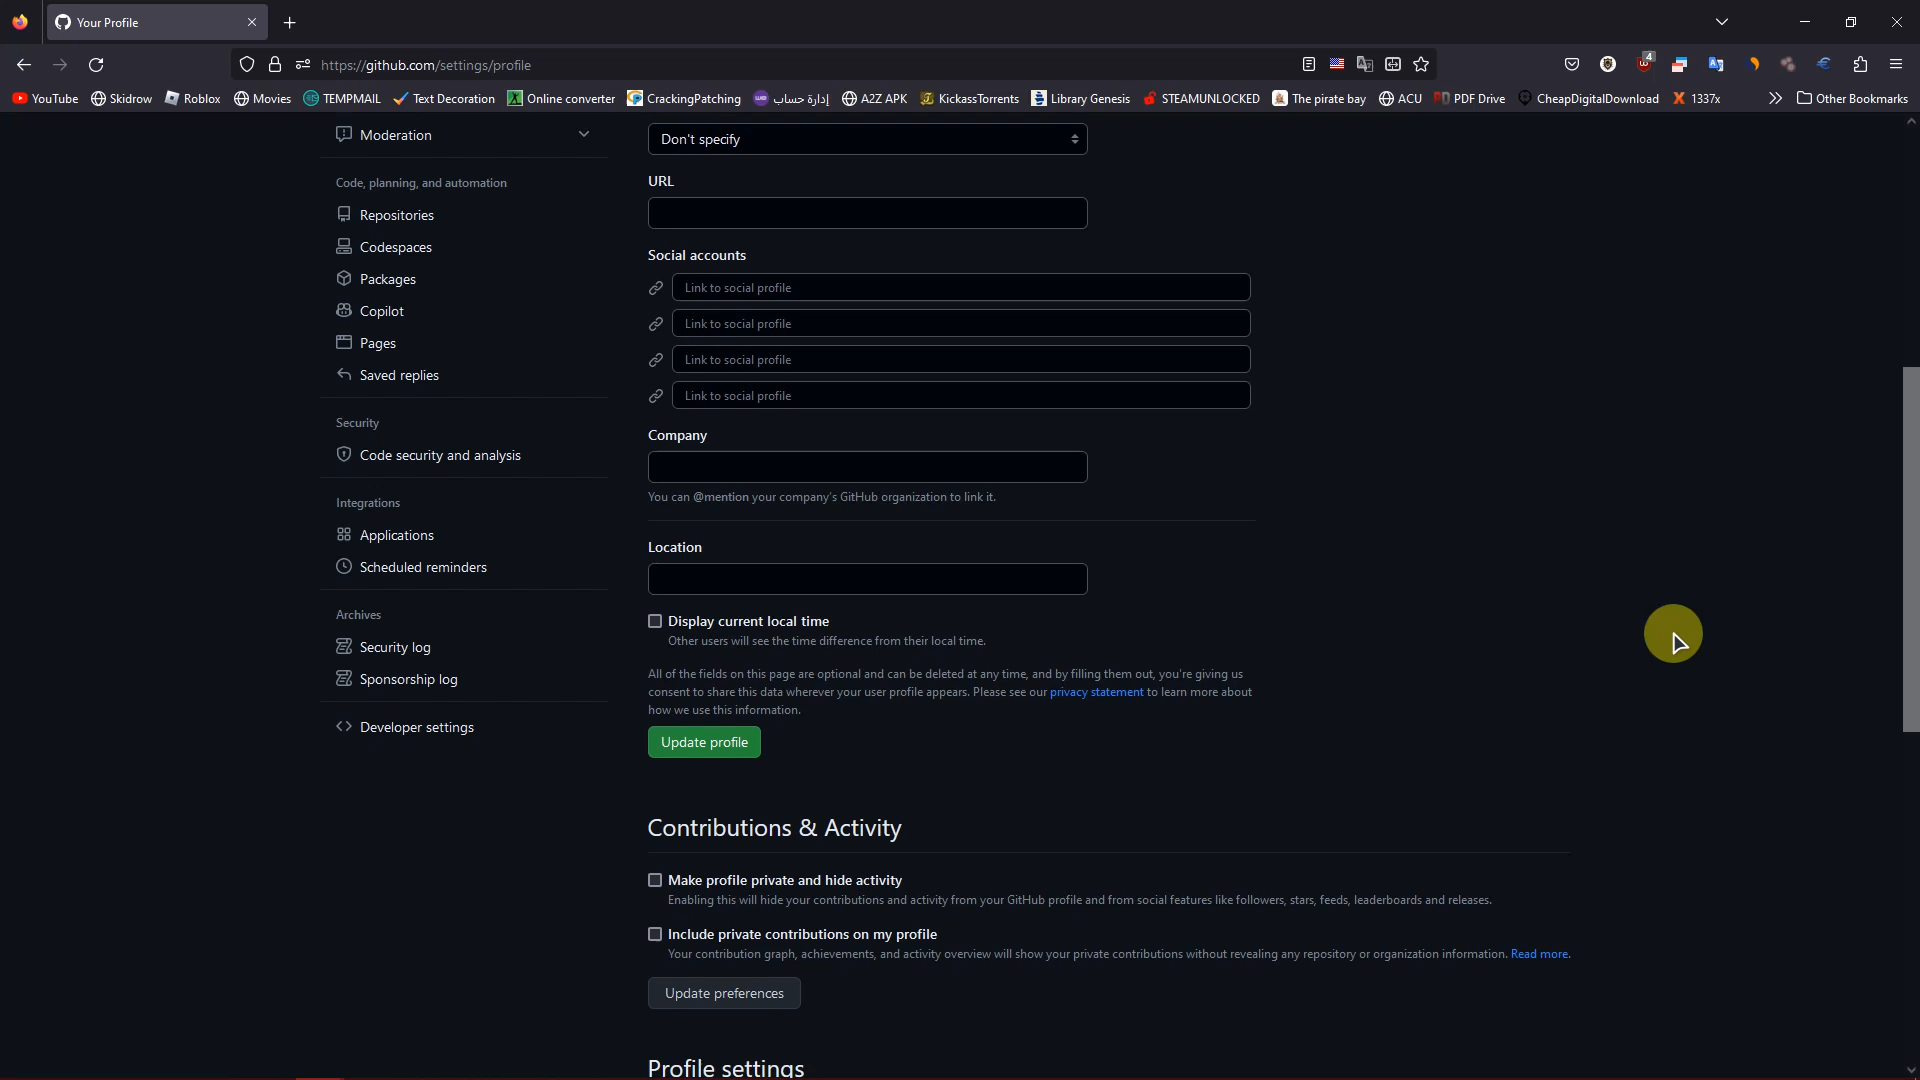 Your Profile
https://github.com/settings/profile
4
YouTube Skidrow Roblox Movies TEMPMAIL Text Decoration Online converter CrackingPatching إدارة حساب A2Z APK KickassTorrents Library Genesis STEAMUNLOCKED The pirate bay ACU PDF Drive CheapDigitalDownload 1337x Other Bookmarks
Moderation
Code, planning, and automation
Repositories
Codespaces
Packages
Copilot
Pages
Saved replies
Security
Code security and analysis
Integrations
Applications
Scheduled reminders
Archives
Security log
Sponsorship log
Developer settings
Don't specify
URL
Social accounts
Link to social profile
Link to social profile
Link to social profile
Link to social profile
Company
You can @mention your company's GitHub organization to link it.
Location
Display current local time
Other users will see the time difference from their local time.
All of the fields on this page are optional and can be deleted at any time, and by filling them out, you're giving us
consent to share this data wherever your user profile appears. Please see our privacy statement to learn more about
how we use this information.
Update profile
Contributions & Activity
Make profile private and hide activity
Enabling this will hide your contributions and activity from your GitHub profile and from social features like followers, stars, feeds, leaderboards and releases.
Include private contributions on my profile
Your contribution graph, achievements, and activity overview will show your private contributions without revealing any repository or organization information. Read more.
Update preferences
Profile settings